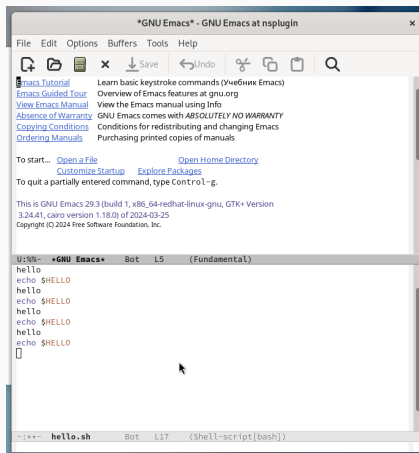 *GNU Emacs* - GNU Emacs at nsplugin
File Edit Options Buffers Tools Help
Save Undo
Emacs Tutorial Learn basic keystroke commands (Учебник Emacs)
Emacs Guided Tour Overview of Emacs features at gnu.org
View Emacs Manual View the Emacs manual using Info
Absence of Warranty GNU Emacs comes with ABSOLUTELY NO WARRANTY
Copying Conditions Conditions for redistributing and changing Emacs
Ordering Manuals Purchasing printed copies of manuals
To start... Open a File Open Home Directory
Customize Startup Explore Packages
To quit a partially entered command, type Control-g.
This is GNU Emacs 29.3 (build 1, x86_64-redhat-linux-gnu, GTK+ Version
3.24.41, cairo version 1.18.0) of 2024-03-25
Copyright (C) 2024 Free Software Foundation, Inc.
U:%%- *GNU Emacs* Bot L5 (Fundamental)
hello
echo $HELLO
hello
echo $HELLO
hello
echo $HELLO
hello
echo $HELLO
-:**- hello.sh Bot L17 (Shell-script[bash])